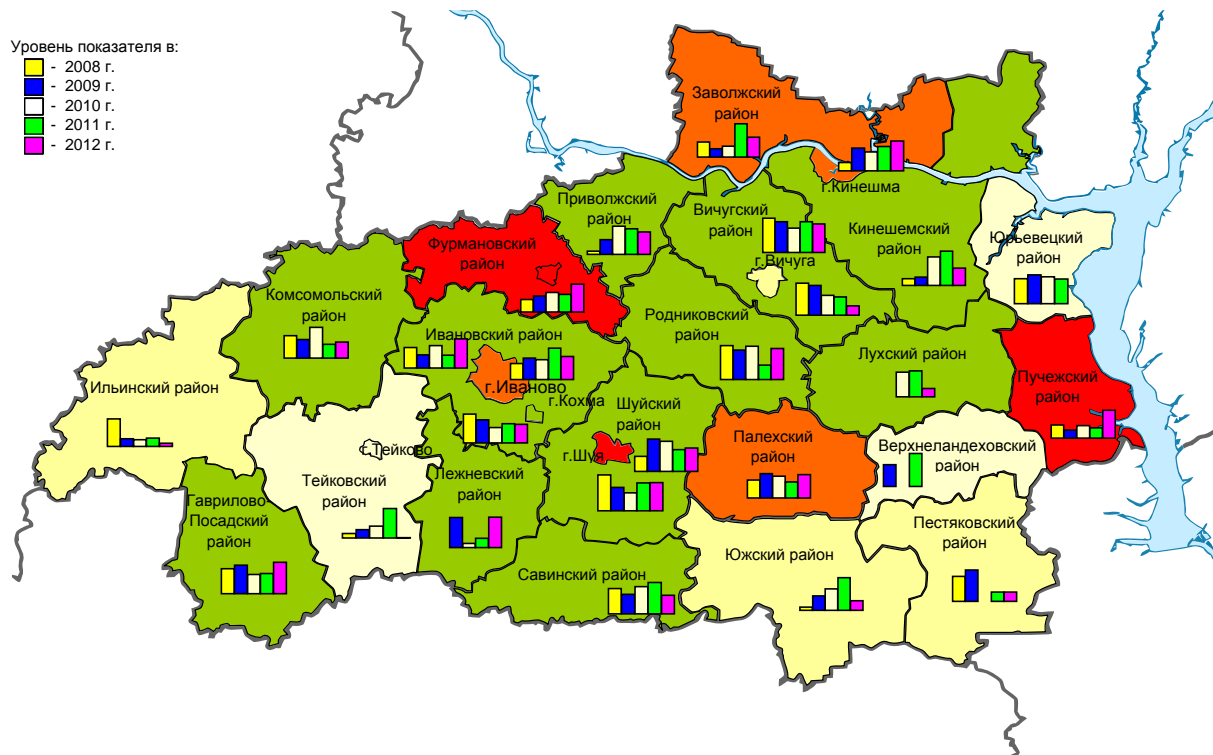 Уровень показателя в:
- 2008 г.
- 2009 г.
- 2010 г.
- 2011 г.
- 2012 г.
Заволжский
район
г.Кинешма
Приволжский
район
Вичугский
район
Кинешемский
район
Юрьевецкий
район
Фурмановский
район
г.Вичуга
Комсомольский
район
Ивановский район
Родниковский
район
Лухский район
Пучежский
район
Ильинский район
г.Иваново
г.Кохма
Шуйский
район
Палехский
район
Верхнеландеховский
район
г.Тейково
г.Шуя
Тейковский
район
Лежневский
район
Гаврилово
Посадский
район
Пестяковский
район
Южский район
Савинский район